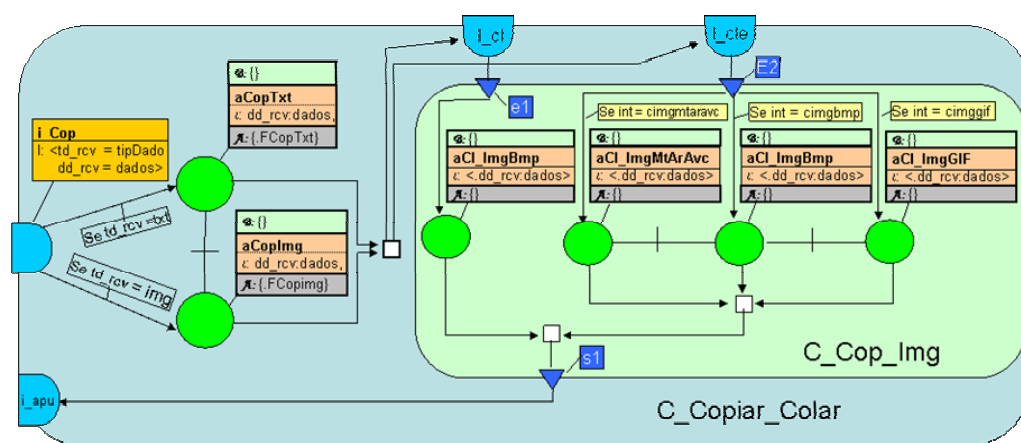 i_cl
i_cle
e1
E2
i_Cop
I: <td_rcv = tipDado
dd_rcv = dados>
{}
aCopTxt
dd_rcv:dados,
{.FCopTxt}
Se td_rcv =txt
Se td_rcv = img
{}
aCopImg
dd_rcv:dados,
{.FCopimg}
Se int = cimgmtaravc
Se int = cimgbmp
Se int = cimggif
{}
aCl_ImgBmp
<.dd_rcv:dados>
{}
{}
aCl_ImgMtArAvc
<.dd_rcv:dados>
{}
{}
aCl_ImgBmp
<.dd_rcv:dados>
{}
{}
aCl_ImgGIF
<.dd_rcv:dados>
{}
C_Cop_Img
s1
i_apu
C_Copiar_Colar